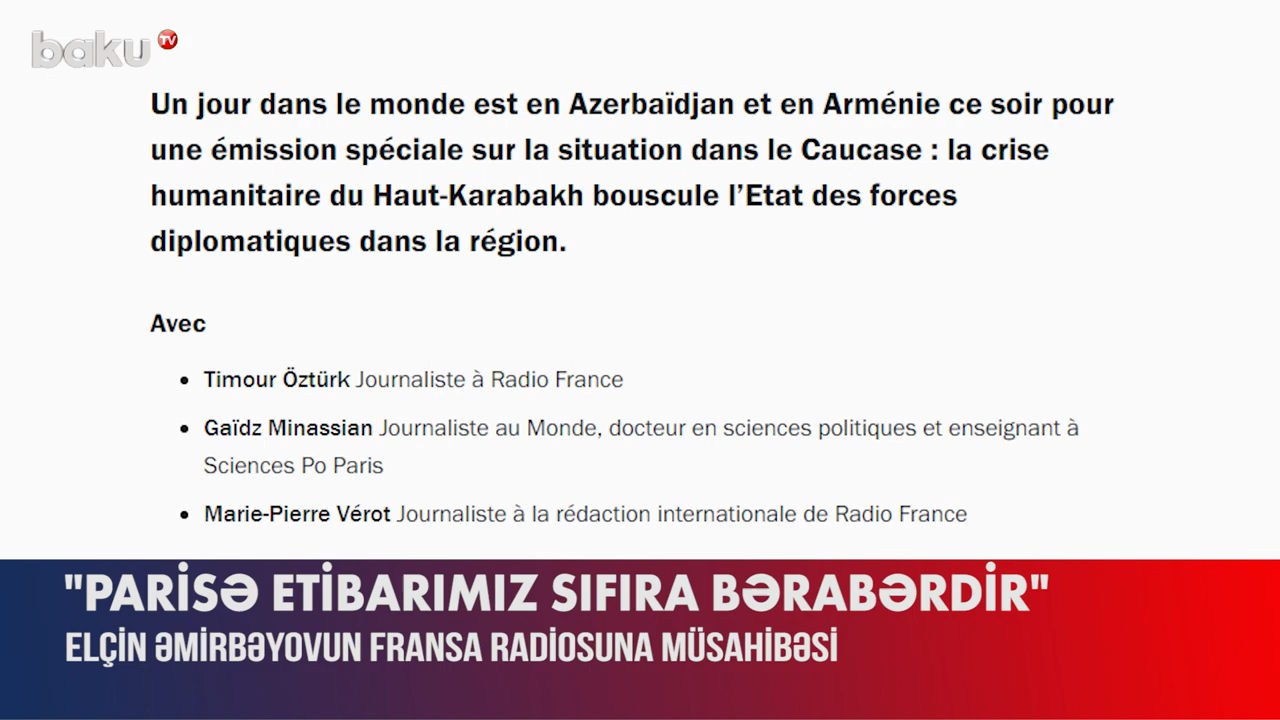 baku TV
Un jour dans le monde est en Azerbaïdjan et en Arménie ce soir pour
une émission spéciale sur la situation dans le Caucase : la crise
humanitaire du Haut-Karabakh bouscule l’Etat des forces
diplomatiques dans la région.
Avec
• Timour Öztürk Journaliste à Radio France
• Gaïdz Minassian Journaliste au Monde, docteur en sciences politiques et enseignant à
Sciences Po Paris
• Marie-Pierre Vérot Journaliste à la rédaction internationale de Radio France
"PARİSƏ ETİBARIMIZ SIFIRA BƏRABƏRDİR"
ELÇİN ƏMİRBƏYOVUN FRANSA RADİOSUNA MÜSAHİBƏSİ